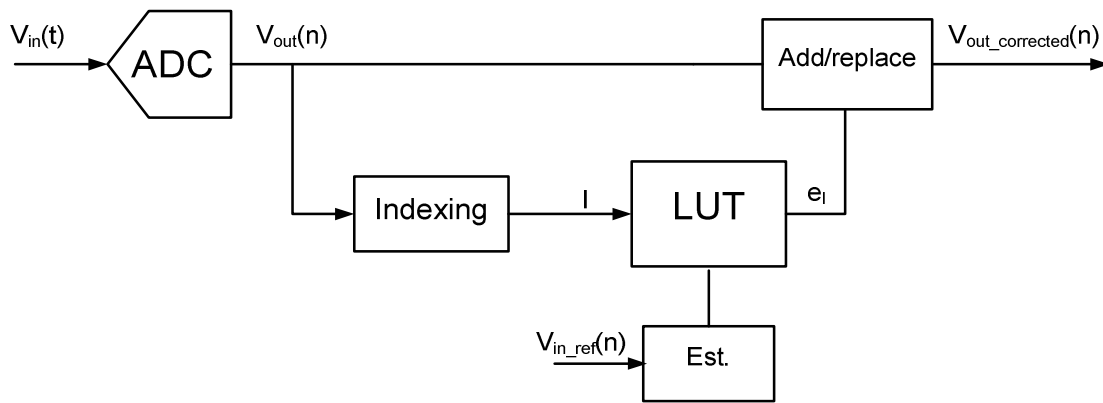 V_in(t)
ADC
V_out(n)
Add/replace
V_out_corrected(n)
Indexing
I
LUT
e_I
V_in_ref(n)
Est.